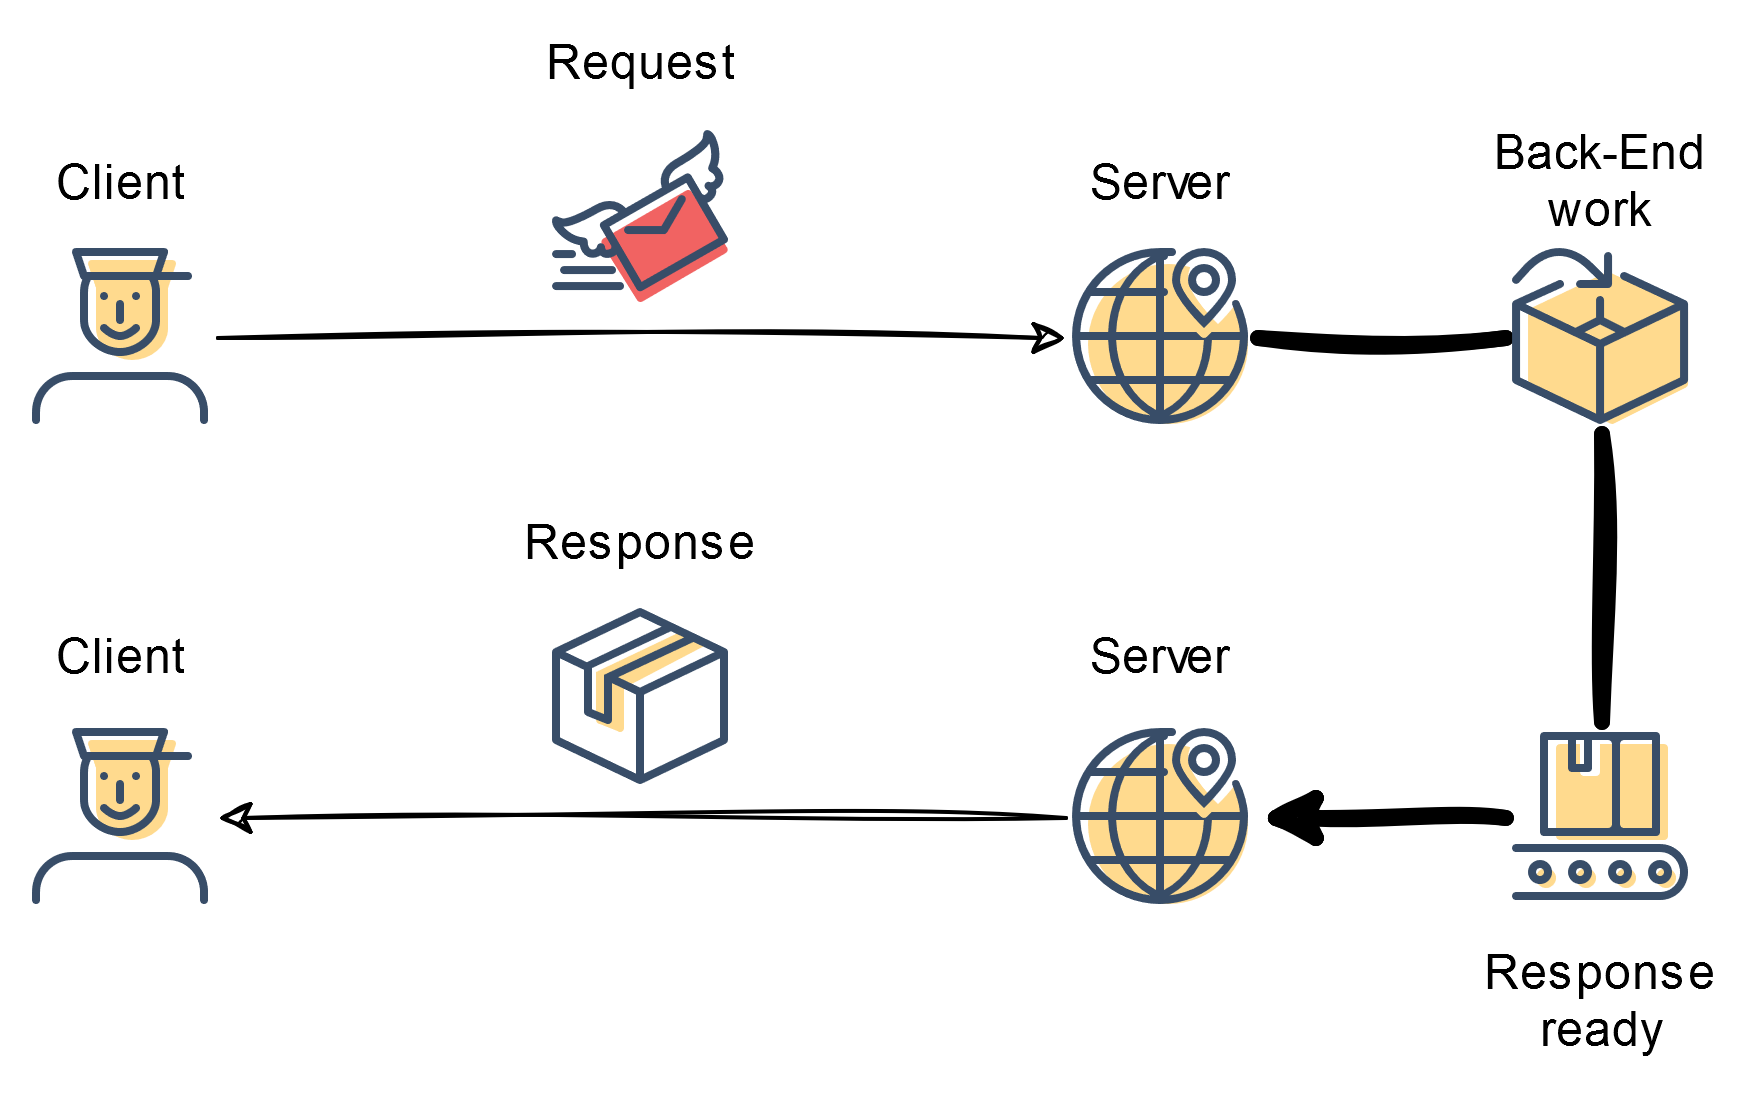 Request
Client
Server
Back-End
work
Response
Client
Server
Response
ready